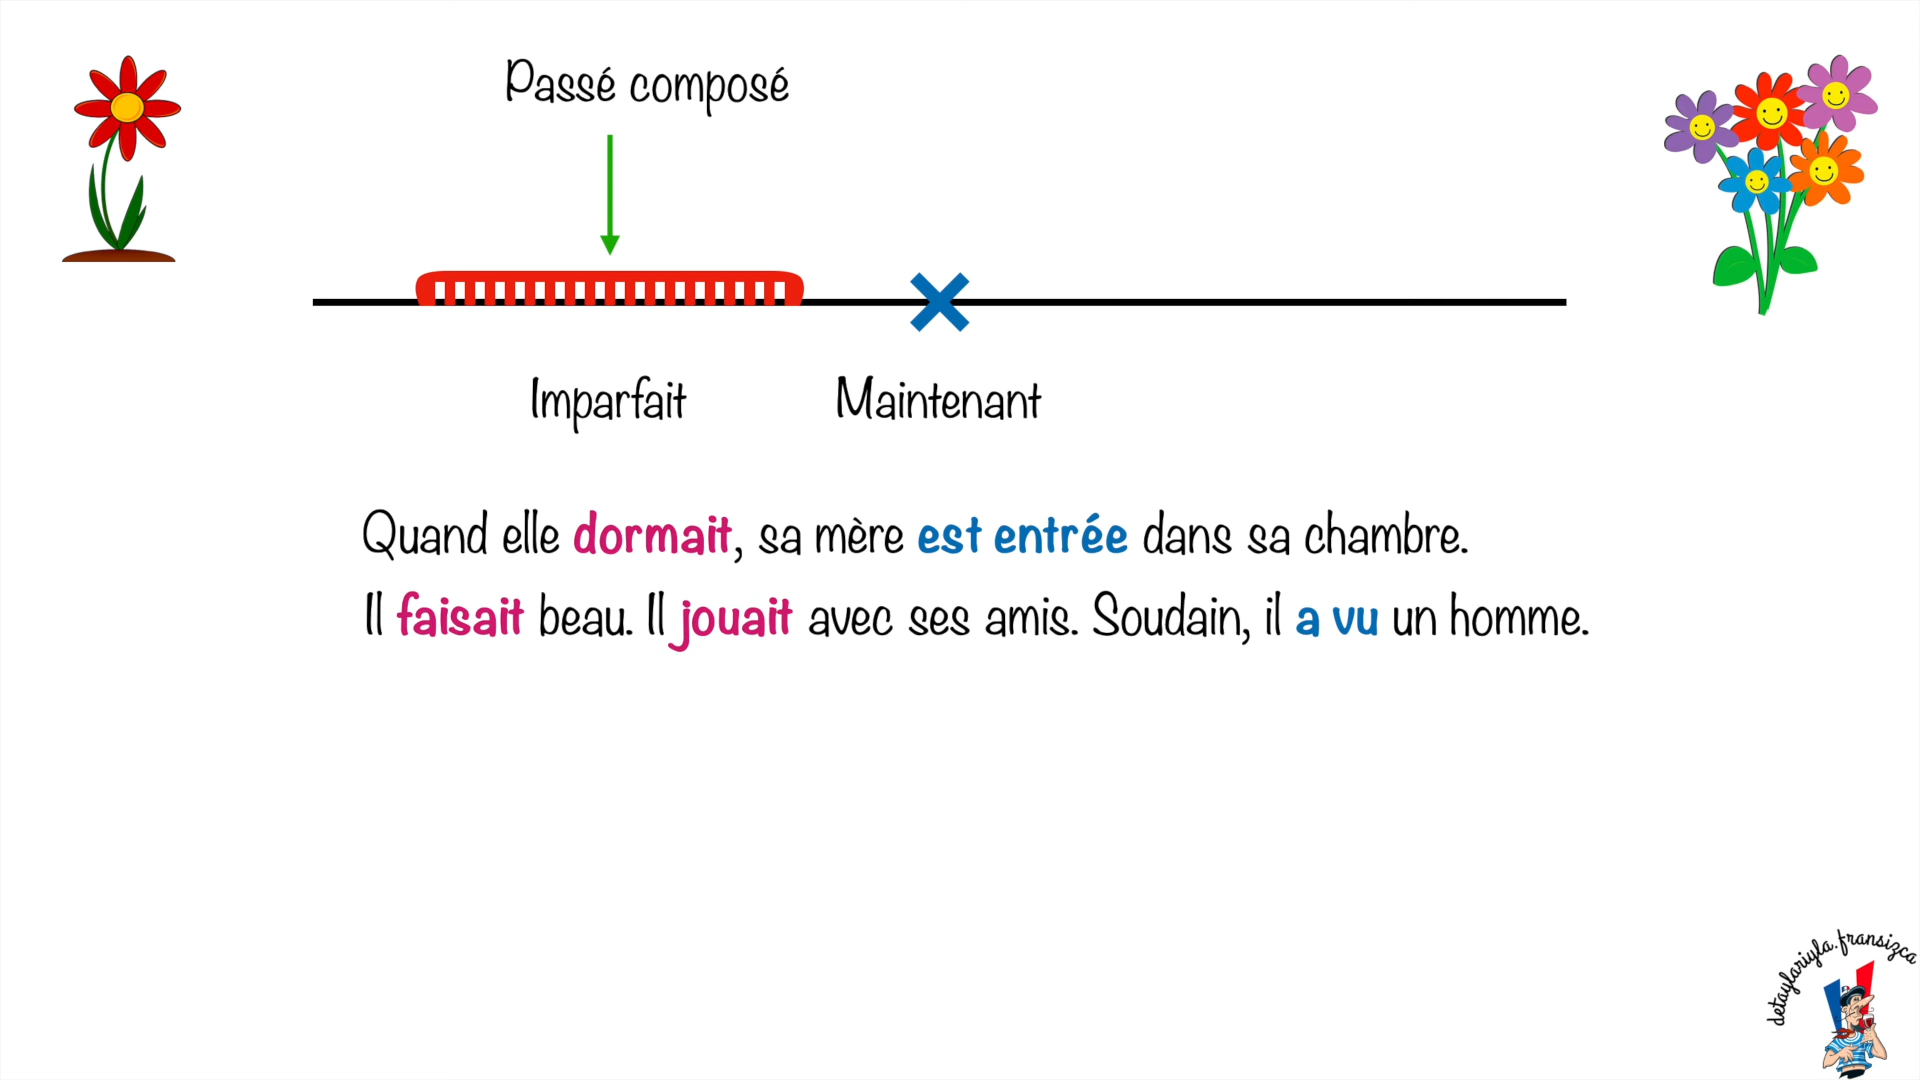 Passé composé
Imparfait
Maintenant
Quand elle dormait, sa mère est entrée dans sa chambre.
Il faisait beau. Il jouait avec ses amis. Soudain, il a vu un homme.
detaylariyla.fransizca